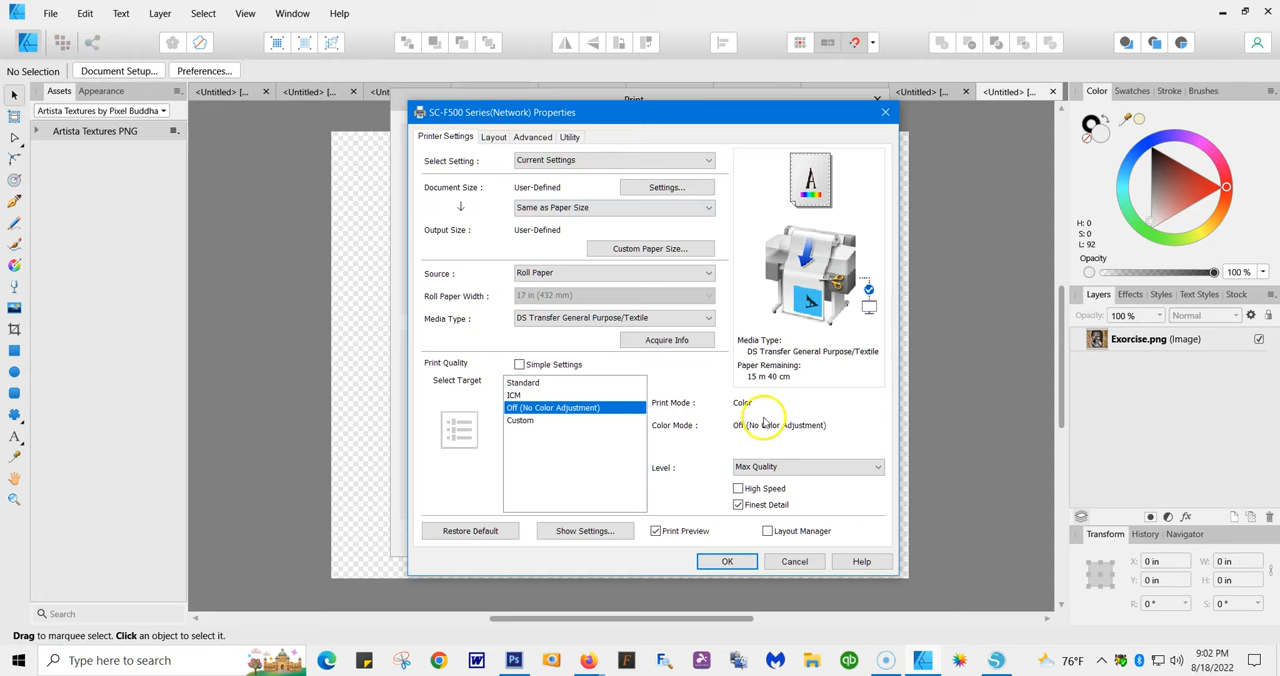 File Edit Text Layer Select View Window Help
No Selection Document Setup... Preferences...
Assets Appearance
<Untitled> [... <Untitled> [... <Unt <Untitled> [... <Untitled> [...
Artista Textures by Pixel Buddha
Artista Textures PNG
Search
SC-F500 Series(Network) Properties
Printer Settings Layout Advanced Utility
Select Setting : Current Settings
Document Size : User-Defined Settings...
Same as Paper Size
Output Size : User-Defined
Custom Paper Size...
Source : Roll Paper
Roll Paper Width : 17 in (432 mm)
Media Type : DS Transfer General Purpose/Textile
Acquire Info
Print Quality Simple Settings
Select Target
Standard
ICM
Off (No Color Adjustment)
Custom
A
Media Type:
DS Transfer General Purpose/Textile
Paper Remaining:
15 m 40 cm
Print Mode : Color
Color Mode : Off (No Color Adjustment)
Level : Max Quality
High Speed
Finest Detail
Restore Default Show Settings... Print Preview Layout Manager
OK Cancel Help
Color Swatches Stroke Brushes
H: 0
S: 0
L: 92
Opacity
100 %
Layers Effects Styles Text Styles Stock
Opacity: 100 % Normal
Exorcise.png (Image)
Transform History Navigator
X: 0 in W: 0 in
Y: 0 in H: 0 in
R: 0 ° S: 0 °
Drag to marquee select. Click an object to select it.
Type here to search
76°F
9:02 PM
8/18/2022